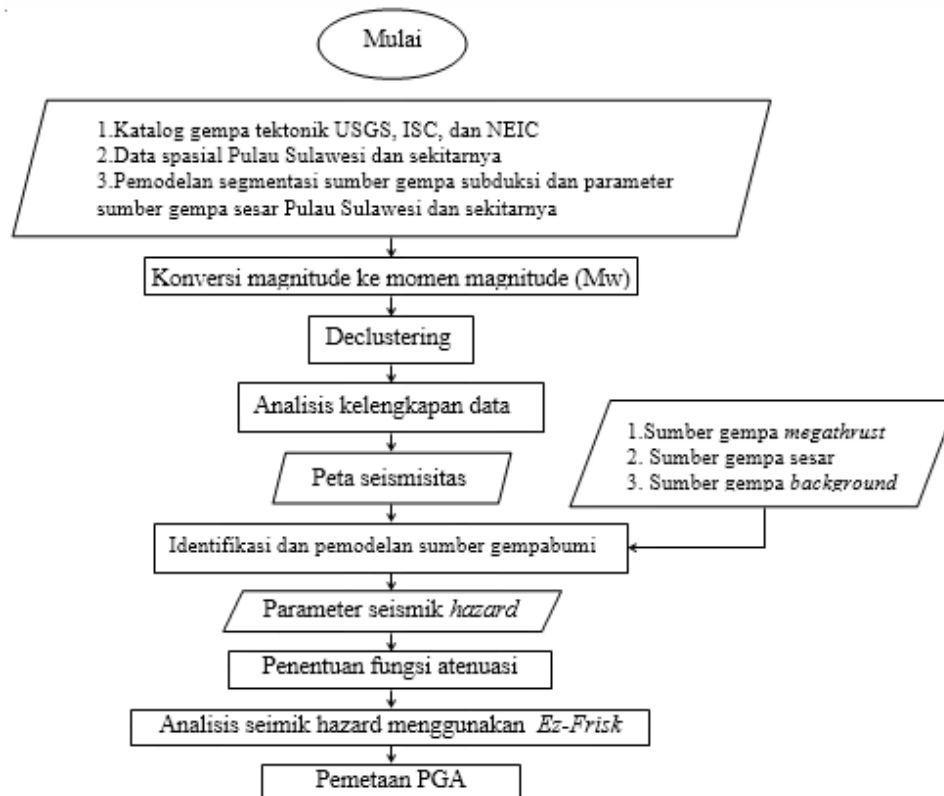 Mulai
1.Katalog gempa tektonik USGS, ISC, dan NEIC
2.Data spasial Pulau Sulawesi dan sekitarnya
3.Pemodelan segmentasi sumber gempa subduksi dan parameter
sumber gempa sesar Pulau Sulawesi dan sekitarnya
Konversi magnitude ke momen magnitude (Mw)
Declustering
Analisis kelengkapan data
1.Sumber gempa megathrust
2. Sumber gempa sesar
3. Sumber gempa background
Peta seismisitas
Identifikasi dan pemodelan sumber gempabumi
Parameter seismik hazard
Penentuan fungsi atenuasi
Analisis seimik hazard menggunakan Ez-Frisk
Pemetaan PGA